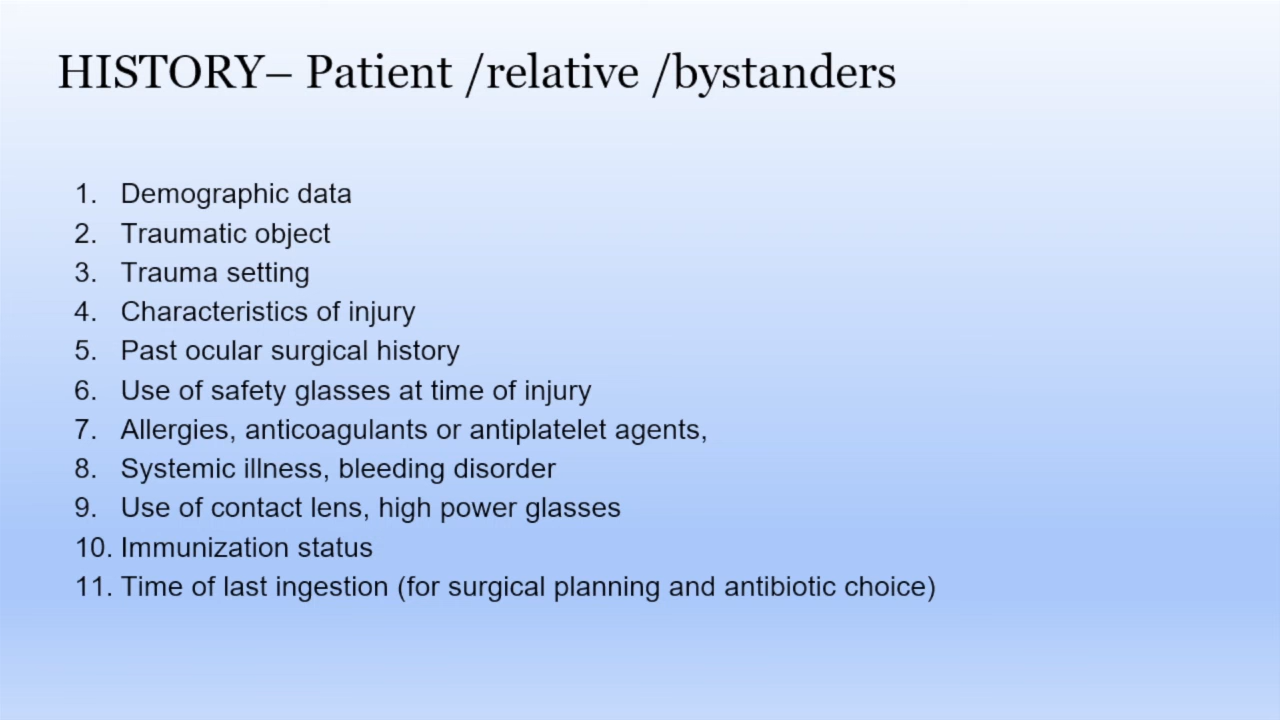 HISTORY– Patient /relative /bystanders
1. Demographic data
2. Traumatic object
3. Trauma setting
4. Characteristics of injury
5. Past ocular surgical history
6. Use of safety glasses at time of injury
7. Allergies, anticoagulants or antiplatelet agents,
8. Systemic illness, bleeding disorder
9. Use of contact lens, high power glasses
10. Immunization status
11. Time of last ingestion (for surgical planning and antibiotic choice)